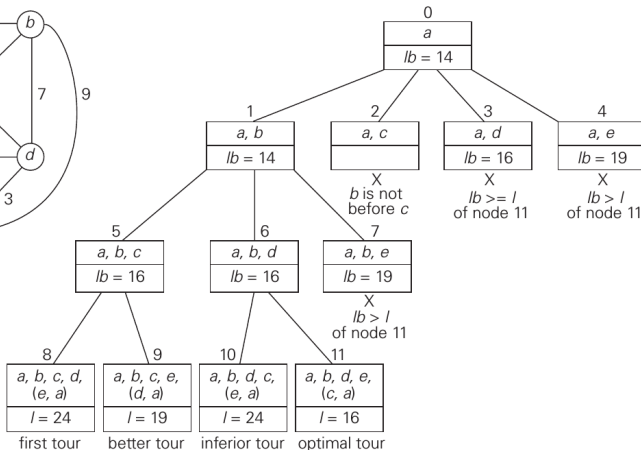 b
7
9
d
3
0
a
lb = 14
1
2
3
4
a, b
a, c
a, d
a, e
lb = 14
lb = 16
lb = 19
X
X
X
b is not
before c
lb >= l
of node 11
lb > l
of node 11
5
6
7
a, b, c
a, b, d
a, b, e
lb = 16
lb = 16
lb = 19
X
lb > l
of node 11
8
9
10
11
a, b, c, d,
(e, a)
a, b, c, e,
(d, a)
a, b, d, c,
(e, a)
a, b, d, e,
(c, a)
l = 24
l = 19
l = 24
l = 16
first tour
better tour
inferior tour
optimal tour